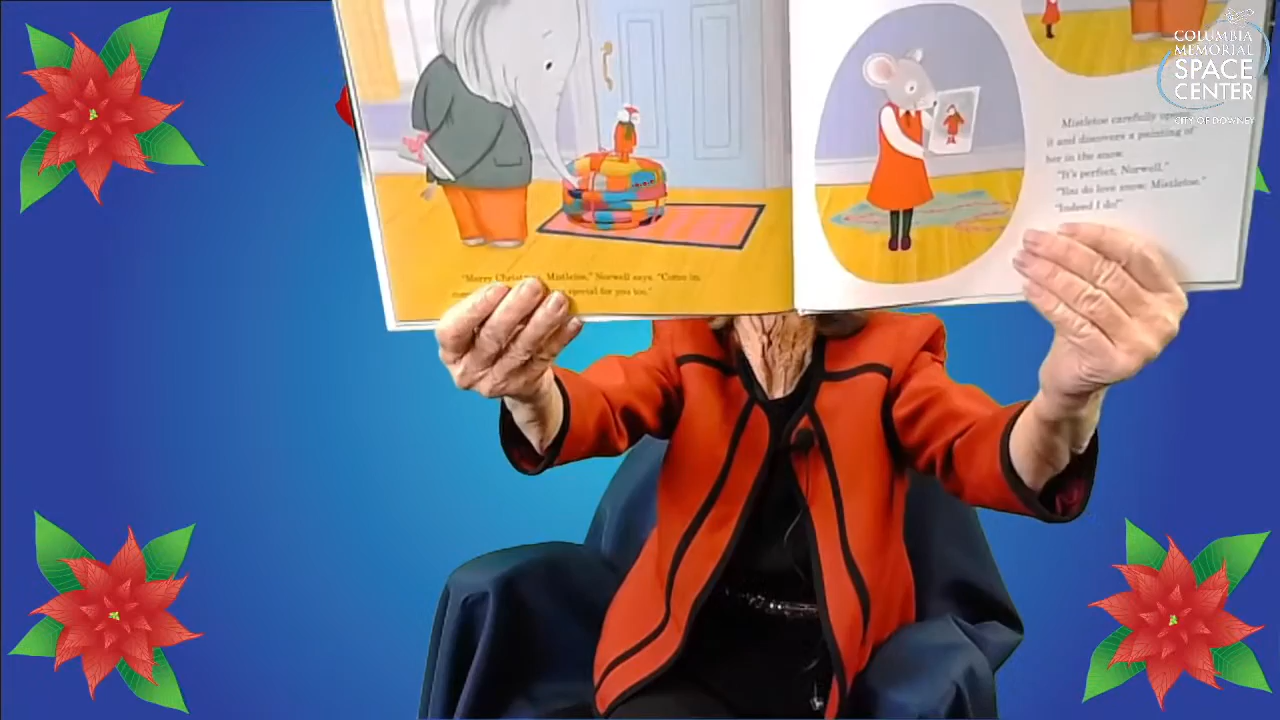 "Merry Christmas, Mistletoe," Norwell says. "Come in,
special for you too."
Mistletoe carefully
it and discovers a painting of
her in the snow.
"It's perfect, Norwell."
"You do love snow, Mistletoe."
"Indeed I do!"
COLUMBIA
MEMORIAL
SPACE
CENTER
CITY OF DOWNEY